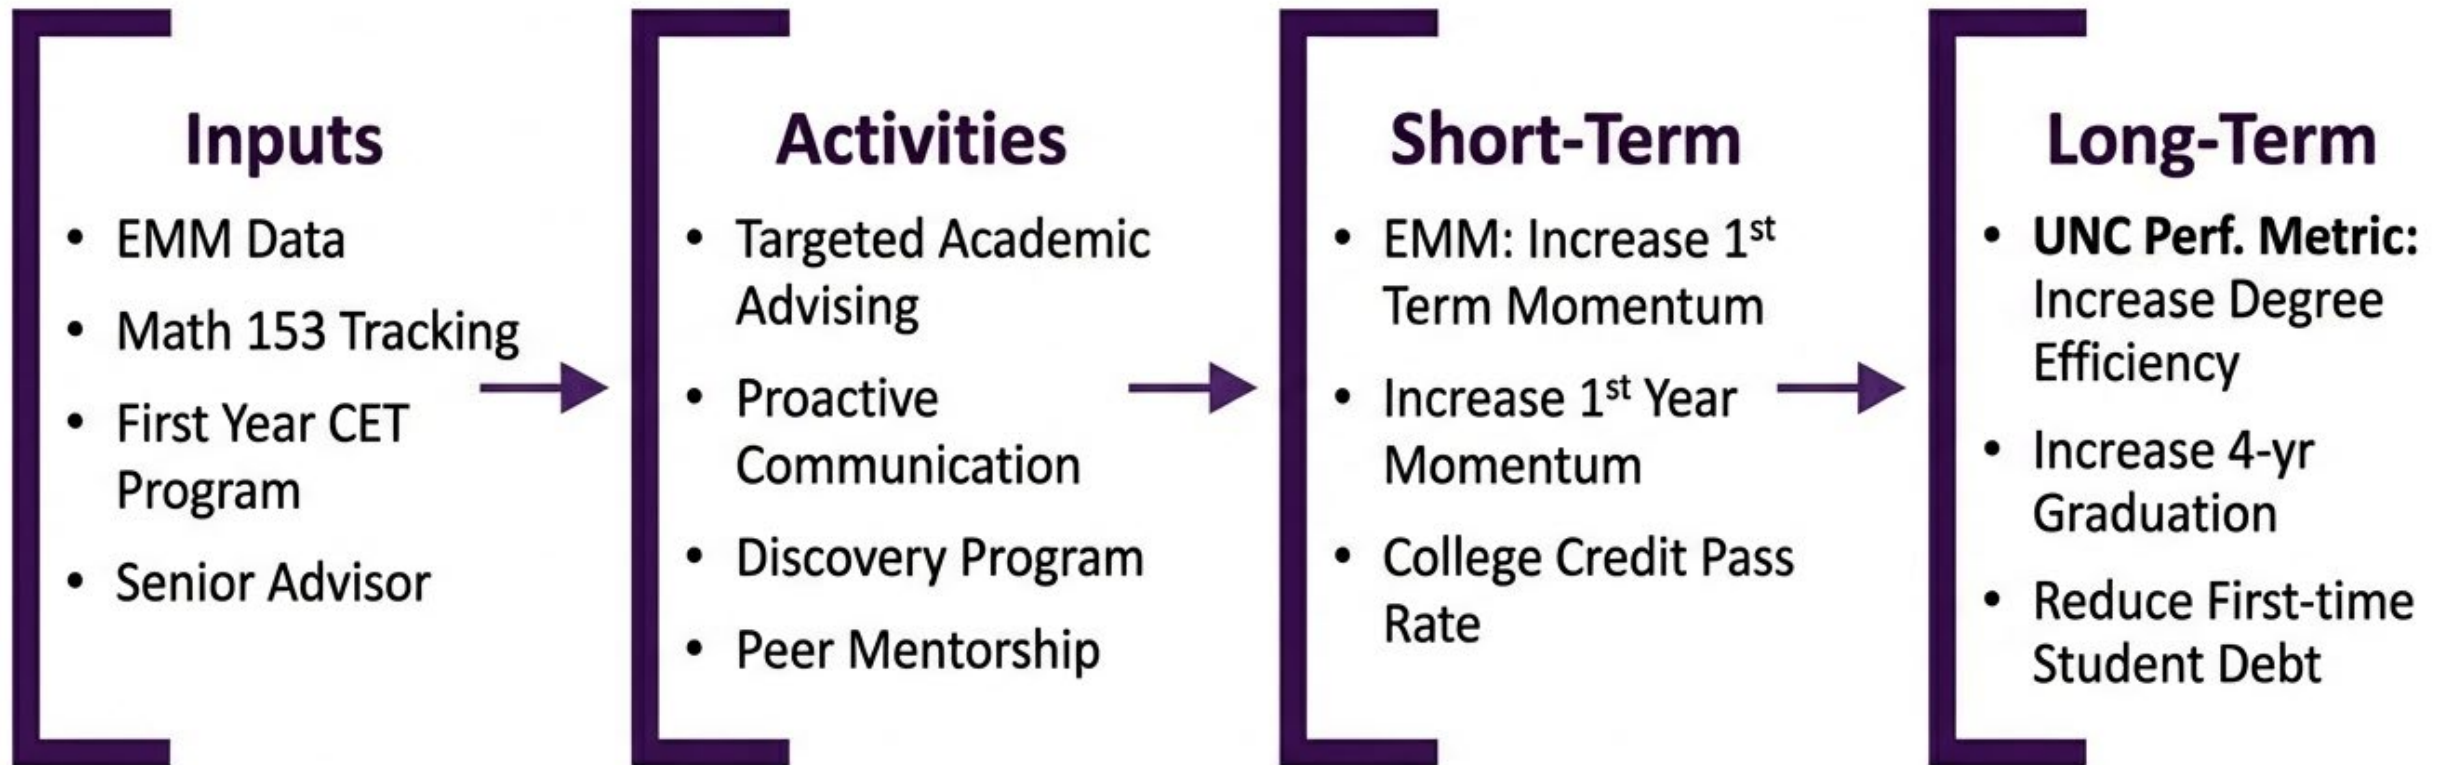 Inputs
• EMM Data
• Math 153 Tracking
• First Year CET
Program
• Senior Advisor
Activities
• Targeted Academic
Advising
• Proactive
Communication
• Discovery Program
• Peer Mentorship
Short-Term
• EMM: Increase 1st
Term Momentum
• Increase 1st Year
Momentum
• College Credit Pass
Rate
Long-Term
• UNC Perf. Metric:
Increase Degree
Efficiency
• Increase 4-yr
Graduation
• Reduce First-time
Student Debt